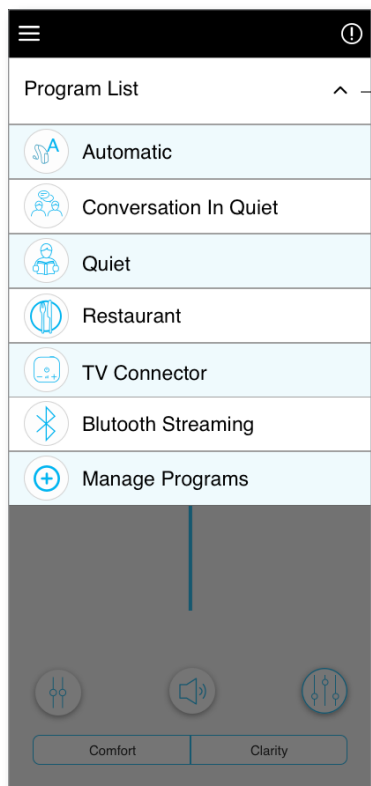 Program List
A
Automatic
Conversation In Quiet
Quiet
Restaurant
TV Connector
Blutooth Streaming
Manage Programs
Comfort Clarity